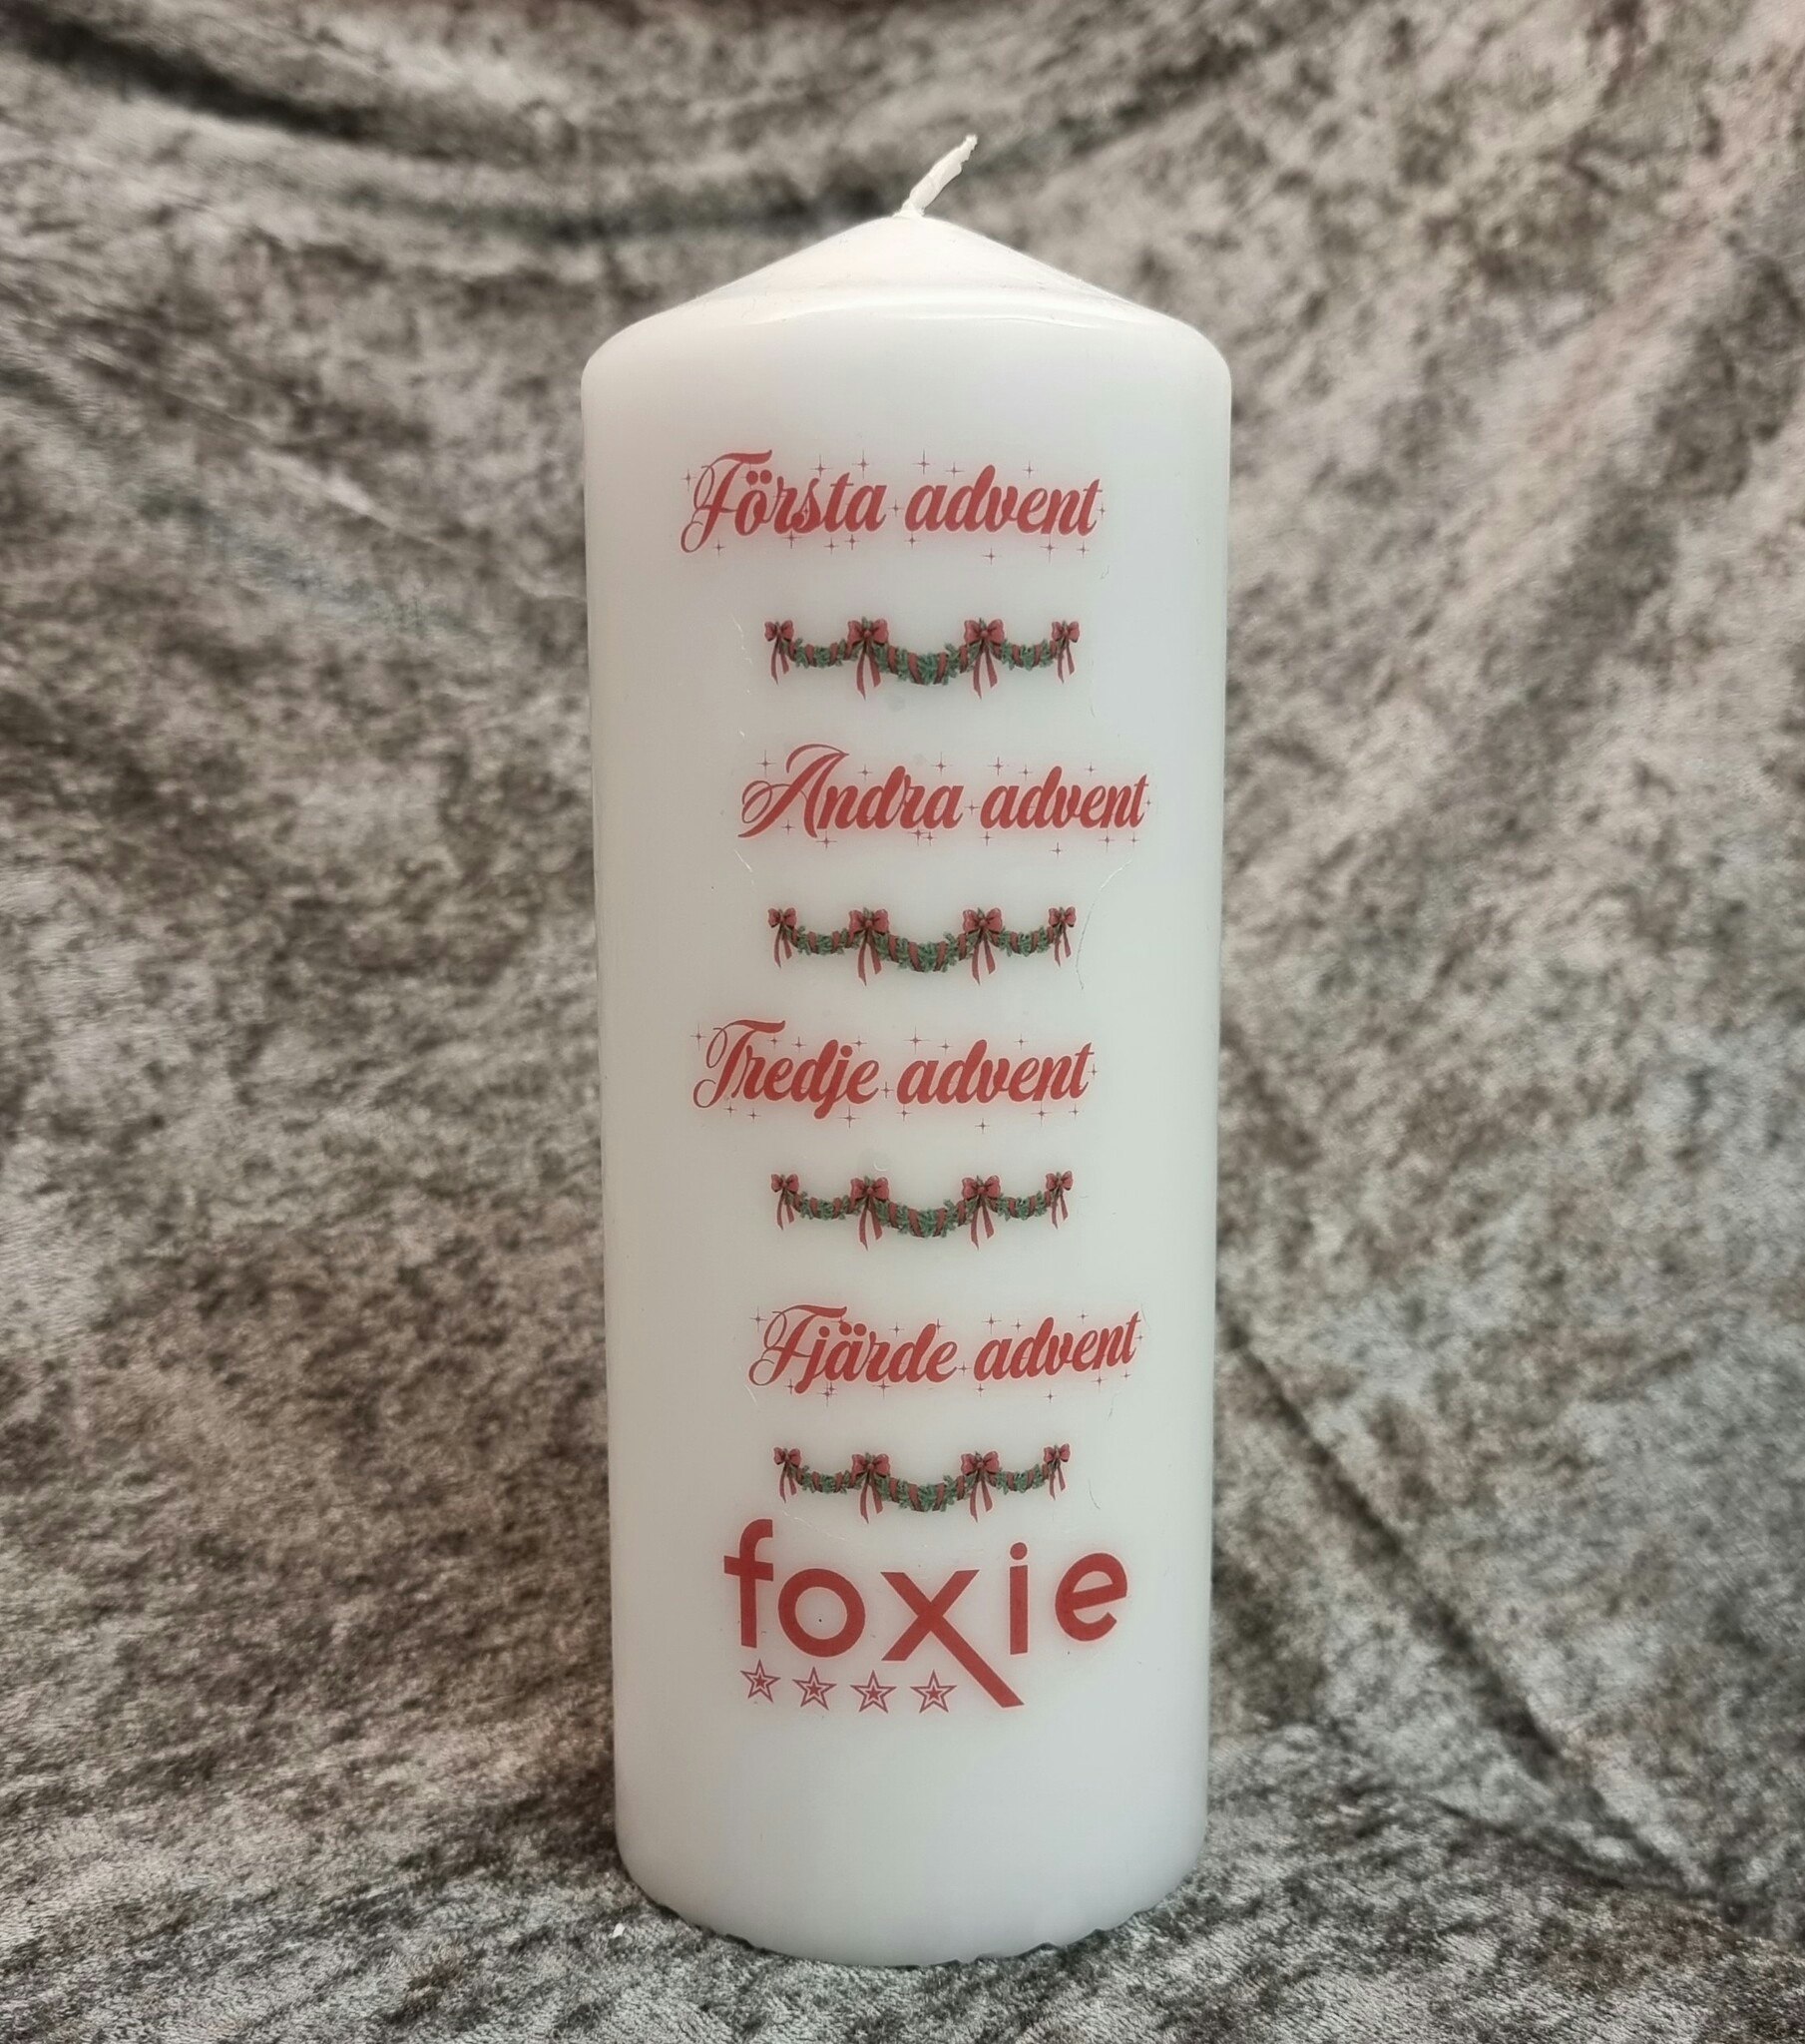 Första advent
Andra advent
Tredje advent
Fjärde advent
foxie